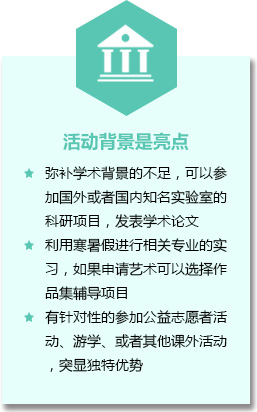 活动背景是亮点
弥补学术背景的不足，可以参
加国外或者国内知名实验室的
科研项目，发表学术论文
利用寒暑假进行相关专业的实
习，如果申请艺术可以选择作
品集辅导项目
有针对性的参加公益志愿者活
动、游学、或者其他课外活动
，突显独特优势